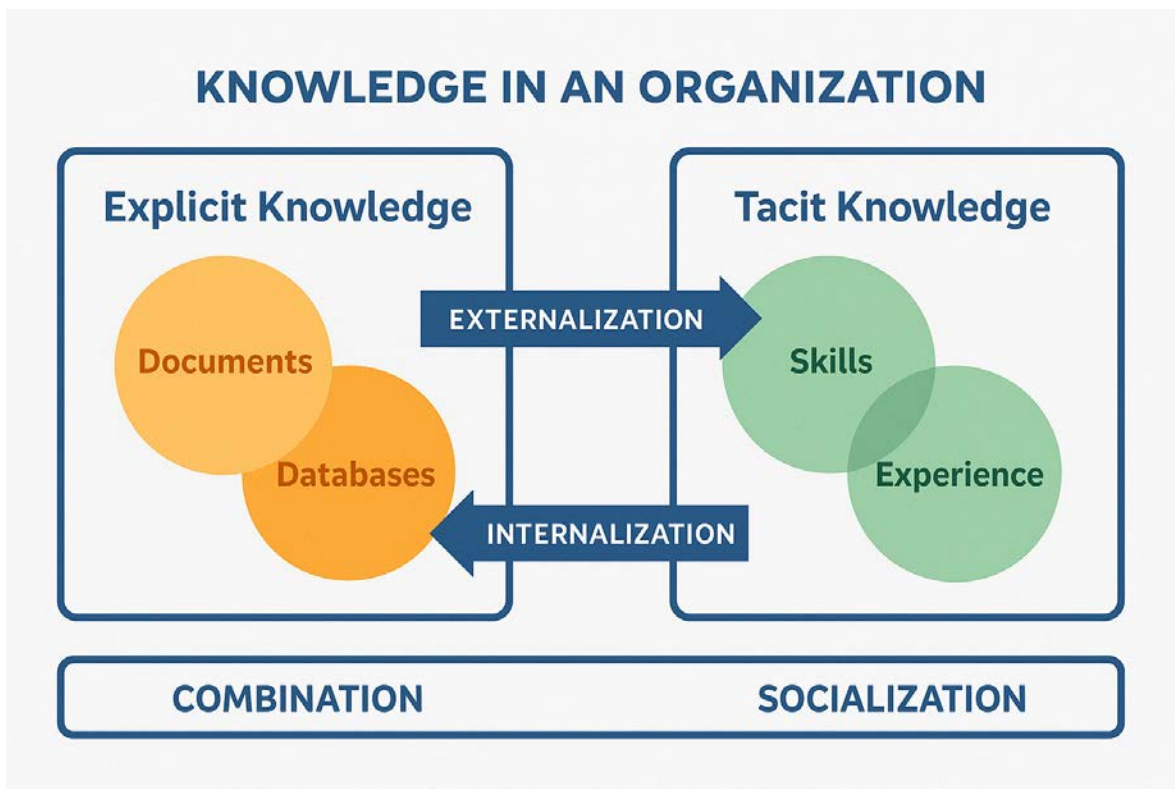 KNOWLEDGE IN AN ORGANIZATION
Explicit Knowledge
Documents
Databases
EXTERNALIZATION
INTERNALIZATION
Tacit Knowledge
Skills
Experience
COMBINATION
SOCIALIZATION